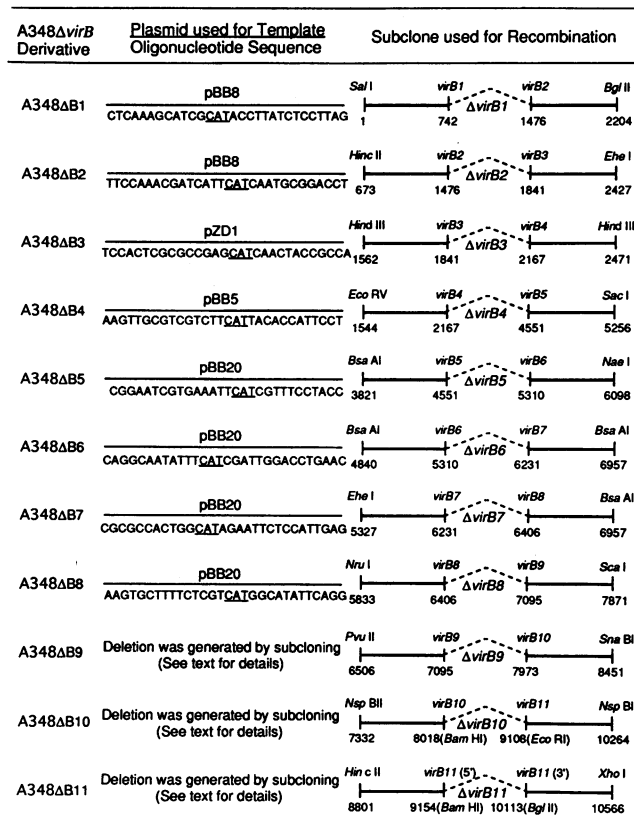 A348ΔvirB Derivative
Plasmid used for Template
Oligonucleotide Sequence
Subclone used for Recombination
A348ΔB1
pBB8
CTCAAAGCATCGCATACCTTATCTCCTTAG
Sal I virB1 virB2 Bgl II
ΔvirB1
1 742 1476 2204
A348ΔB2
pBB8
TTCCAAACGATCATTCATCAATGCGGACCT
Hinc II virB2 virB3 Ehe I
ΔvirB2
673 1476 1841 2427
A348ΔB3
pZD1
TCCACTCGCGCCGAGCATCAACTACCGCCA
Hind III virB3 virB4 Hind III
ΔvirB3
1562 1841 2167 2471
A348ΔB4
pBB5
AAGTTGCGTCGTCTTCATTACACCATTCCT
Eco RV virB4 virB5 Sac I
ΔvirB4
1544 2167 4551 5256
A348ΔB5
pBB20
CGGAATCGTGAAATTCATCGTTTCCTACC
Bsa AI virB5 virB6 Nae I
ΔvirB5
3821 4551 5310 6098
A348ΔB6
pBB20
CAGGCAATATTTCATCGATTGGACCTGAAC
Bsa AI virB6 virB7 Bsa AI
ΔvirB6
4840 5310 6231 6957
A348ΔB7
pBB20
CGCGCCACTGGCATAGAATTCTCCATTGAG
Ehe I virB7 virB8 Bsa AI
ΔvirB7
5327 6231 6406 6957
A348ΔB8
pBB20
AAGTGCTTTTCTCGTCATGGCATATTCAGG
Nru I virB8 virB9 Sca I
ΔvirB8
5833 6406 7095 7871
A348ΔB9
Deletion was generated by subcloning
(See text for details)
Pvu II virB9 virB10 Sna BI
ΔvirB9
6506 7095 7973 8451
A348ΔB10
Deletion was generated by subcloning
(See text for details)
Nsp BII virB10 virB11 Nsp BI
ΔvirB10
7332 8018(Bam HI) 9108(Eco RI) 10264
A348ΔB11
Deletion was generated by subcloning
(See text for details)
Hin c II virB11 (5') virB11 (3') Xho I
ΔvirB11
8801 9154(Bam HI) 10113(Bgl II) 10566